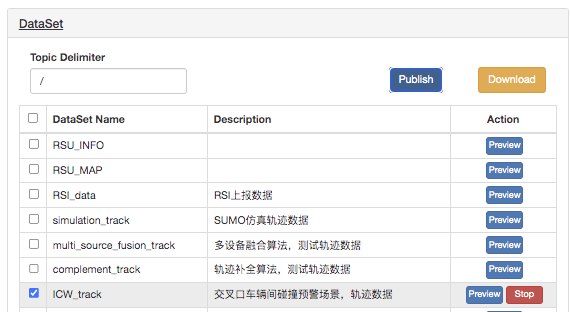 DataSet
Topic Delimiter
/
Publish
Download
DataSet Name Description Action
RSU_INFO Preview
RSU_MAP Preview
RSI_data RSI上报数据 Preview
simulation_track SUMO仿真轨迹数据 Preview
multi_source_fusion_track 多设备融合算法，测试轨迹数据 Preview
complement_track 轨迹补全算法，测试轨迹数据 Preview
ICW_track 交叉口车辆间碰撞预警场景，轨迹数据 Preview Stop